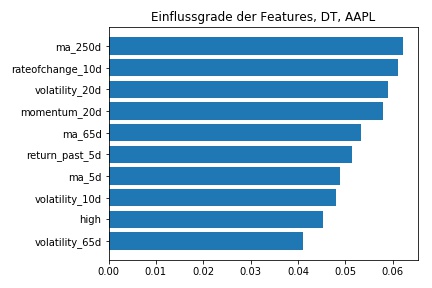 Einflussgrade der Features, DT, AAPL
ma_250d
rateofchange_10d
volatility_20d
momentum_20d
ma_65d
return_past_5d
ma_5d
volatility_10d
high
volatility_65d
0.00 0.01 0.02 0.03 0.04 0.05 0.06